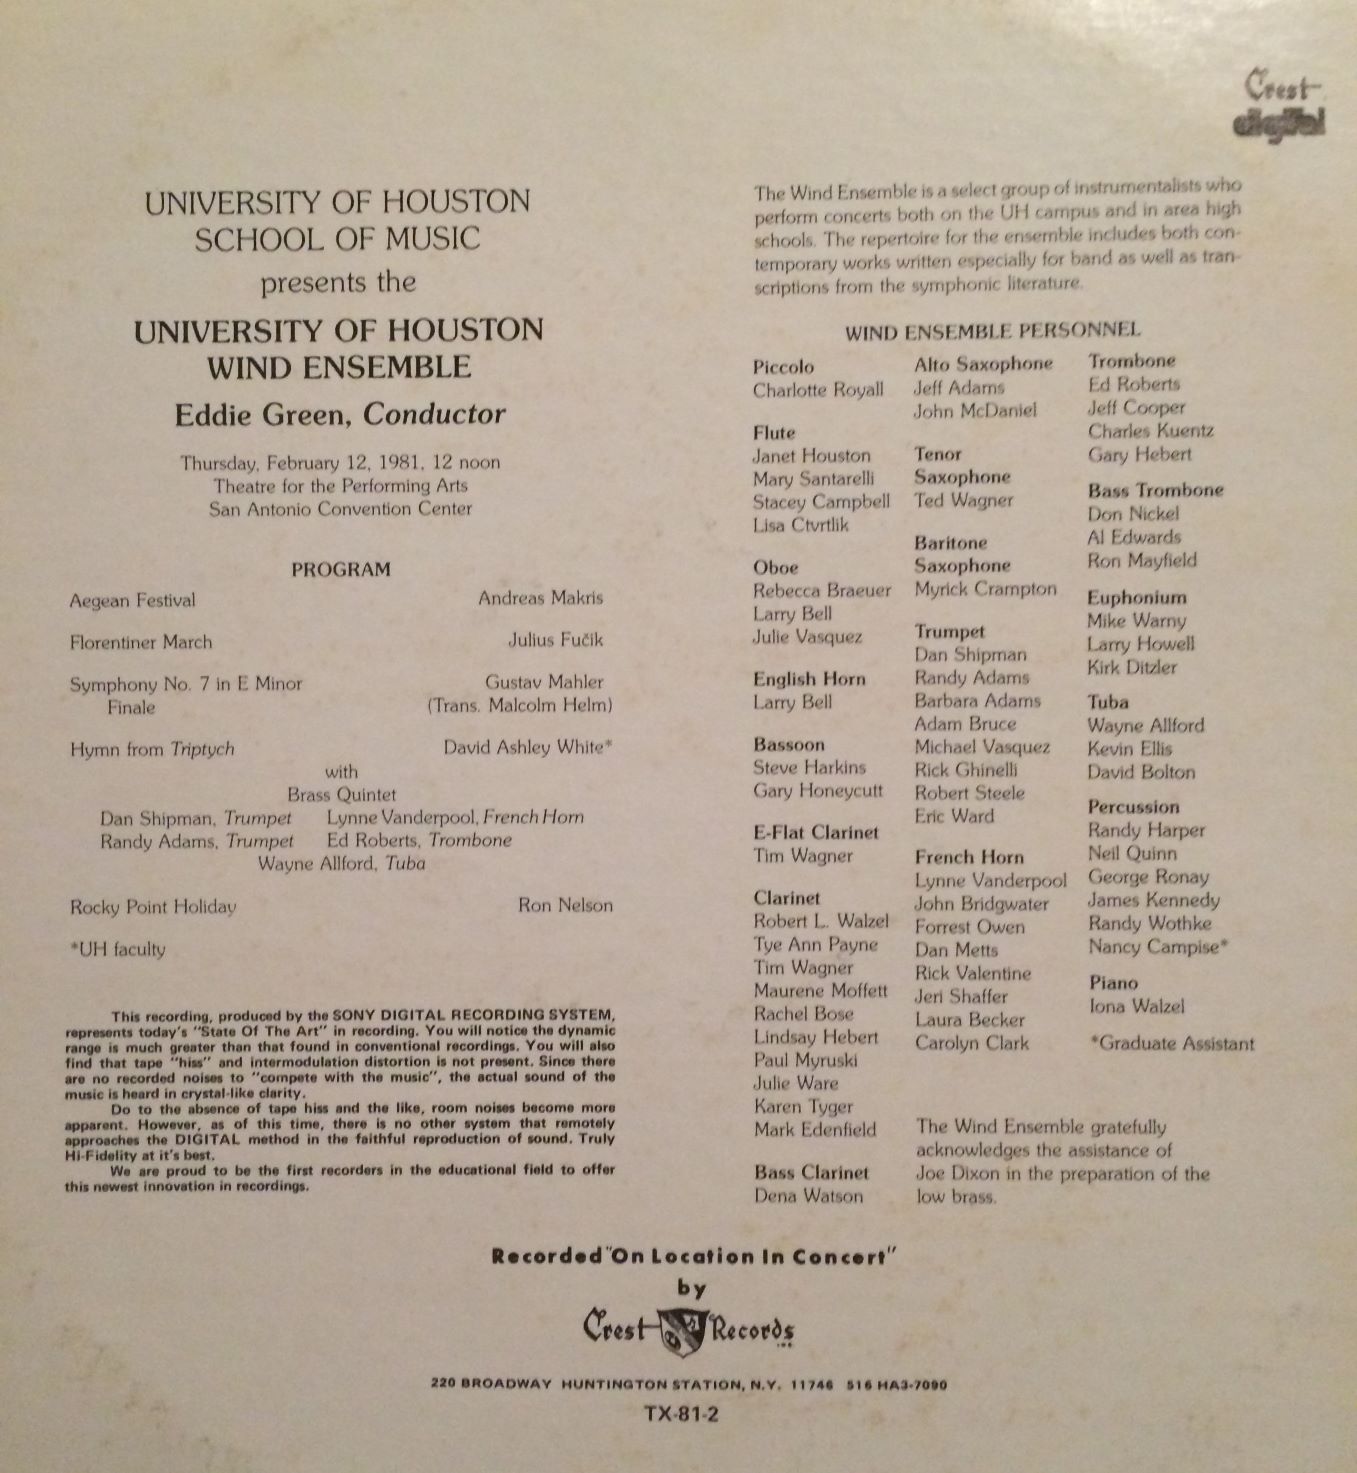 Crest
digital
UNIVERSITY OF HOUSTON
SCHOOL OF MUSIC
presents the
UNIVERSITY OF HOUSTON
WIND ENSEMBLE
Eddie Green, Conductor
Thursday, February 12, 1981, 12 noon
Theatre for the Performing Arts
San Antonio Convention Center
PROGRAM
Aegean Festival Andreas Makris
Florentiner March Julius Fučik
Symphony No. 7 in E Minor Gustav Mahler
Finale (Trans. Malcolm Helm)
Hymn from Triptych David Ashley White*
with
Brass Quintet
Dan Shipman, Trumpet Lynne Vanderpool, French Horn
Randy Adams, Trumpet Ed Roberts, Trombone
Wayne Allford, Tuba
Rocky Point Holiday Ron Nelson
*UH faculty
This recording, produced by the SONY DIGITAL RECORDING SYSTEM,
represents today's "State Of The Art" in recording. You will notice the dynamic
range is much greater than that found in conventional recordings. You will also
find that tape "hiss" and intermodulation distortion is not present. Since there
are no recorded noises to "compete with the music", the actual sound of the
music is heard in crystal-like clarity.
Do to the absence of tape hiss and the like, room noises become more
apparent. However, as of this time, there is no other system that remotely
approaches the DIGITAL method in the faithful reproduction of sound. Truly
Hi-Fidelity at it's best.
We are proud to be the first recorders in the educational field to offer
this newest innovation in recordings.
The Wind Ensemble is a select group of instrumentalists who
perform concerts both on the UH campus and in area high
schools. The repertoire for the ensemble includes both con-
temporary works written especially for band as well as tran-
scriptions from the symphonic literature.
WIND ENSEMBLE PERSONNEL
Piccolo
Charlotte Royall
Flute
Janet Houston
Mary Santarelli
Stacey Campbell
Lisa Ctvrtlik
Oboe
Rebecca Braeuer
Larry Bell
Julie Vasquez
English Horn
Larry Bell
Bassoon
Steve Harkins
Gary Honeycutt
E-Flat Clarinet
Tim Wagner
Clarinet
Robert L. Walzel
Tye Ann Payne
Tim Wagner
Maurene Moffett
Rachel Bose
Lindsay Hebert
Paul Myruski
Julie Ware
Karen Tyger
Mark Edenfield
Bass Clarinet
Dena Watson
Alto Saxophone
Jeff Adams
John McDaniel
Tenor
Saxophone
Ted Wagner
Baritone
Saxophone
Myrick Crampton
Trumpet
Dan Shipman
Randy Adams
Barbara Adams
Adam Bruce
Michael Vasquez
Rick Ghinelli
Robert Steele
Eric Ward
French Horn
Lynne Vanderpool
John Bridgwater
Forrest Owen
Dan Metts
Rick Valentine
Jeri Shaffer
Laura Becker
Carolyn Clark
Trombone
Ed Roberts
Jeff Cooper
Charles Kuentz
Gary Hebert
Bass Trombone
Don Nickel
Al Edwards
Ron Mayfield
Euphonium
Mike Warny
Larry Howell
Kirk Ditzler
Tuba
Wayne Allford
Kevin Ellis
David Bolton
Percussion
Randy Harper
Neil Quinn
George Ronay
James Kennedy
Randy Wothke
Nancy Campise*
Piano
Iona Walzel
*Graduate Assistant
The Wind Ensemble gratefully
acknowledges the assistance of
Joe Dixon in the preparation of the
low brass.
Recorded "On Location In Concert"
by
Crest Records
220 BROADWAY HUNTINGTON STATION, N.Y. 11746 516 HA3-7090
TX-81-2